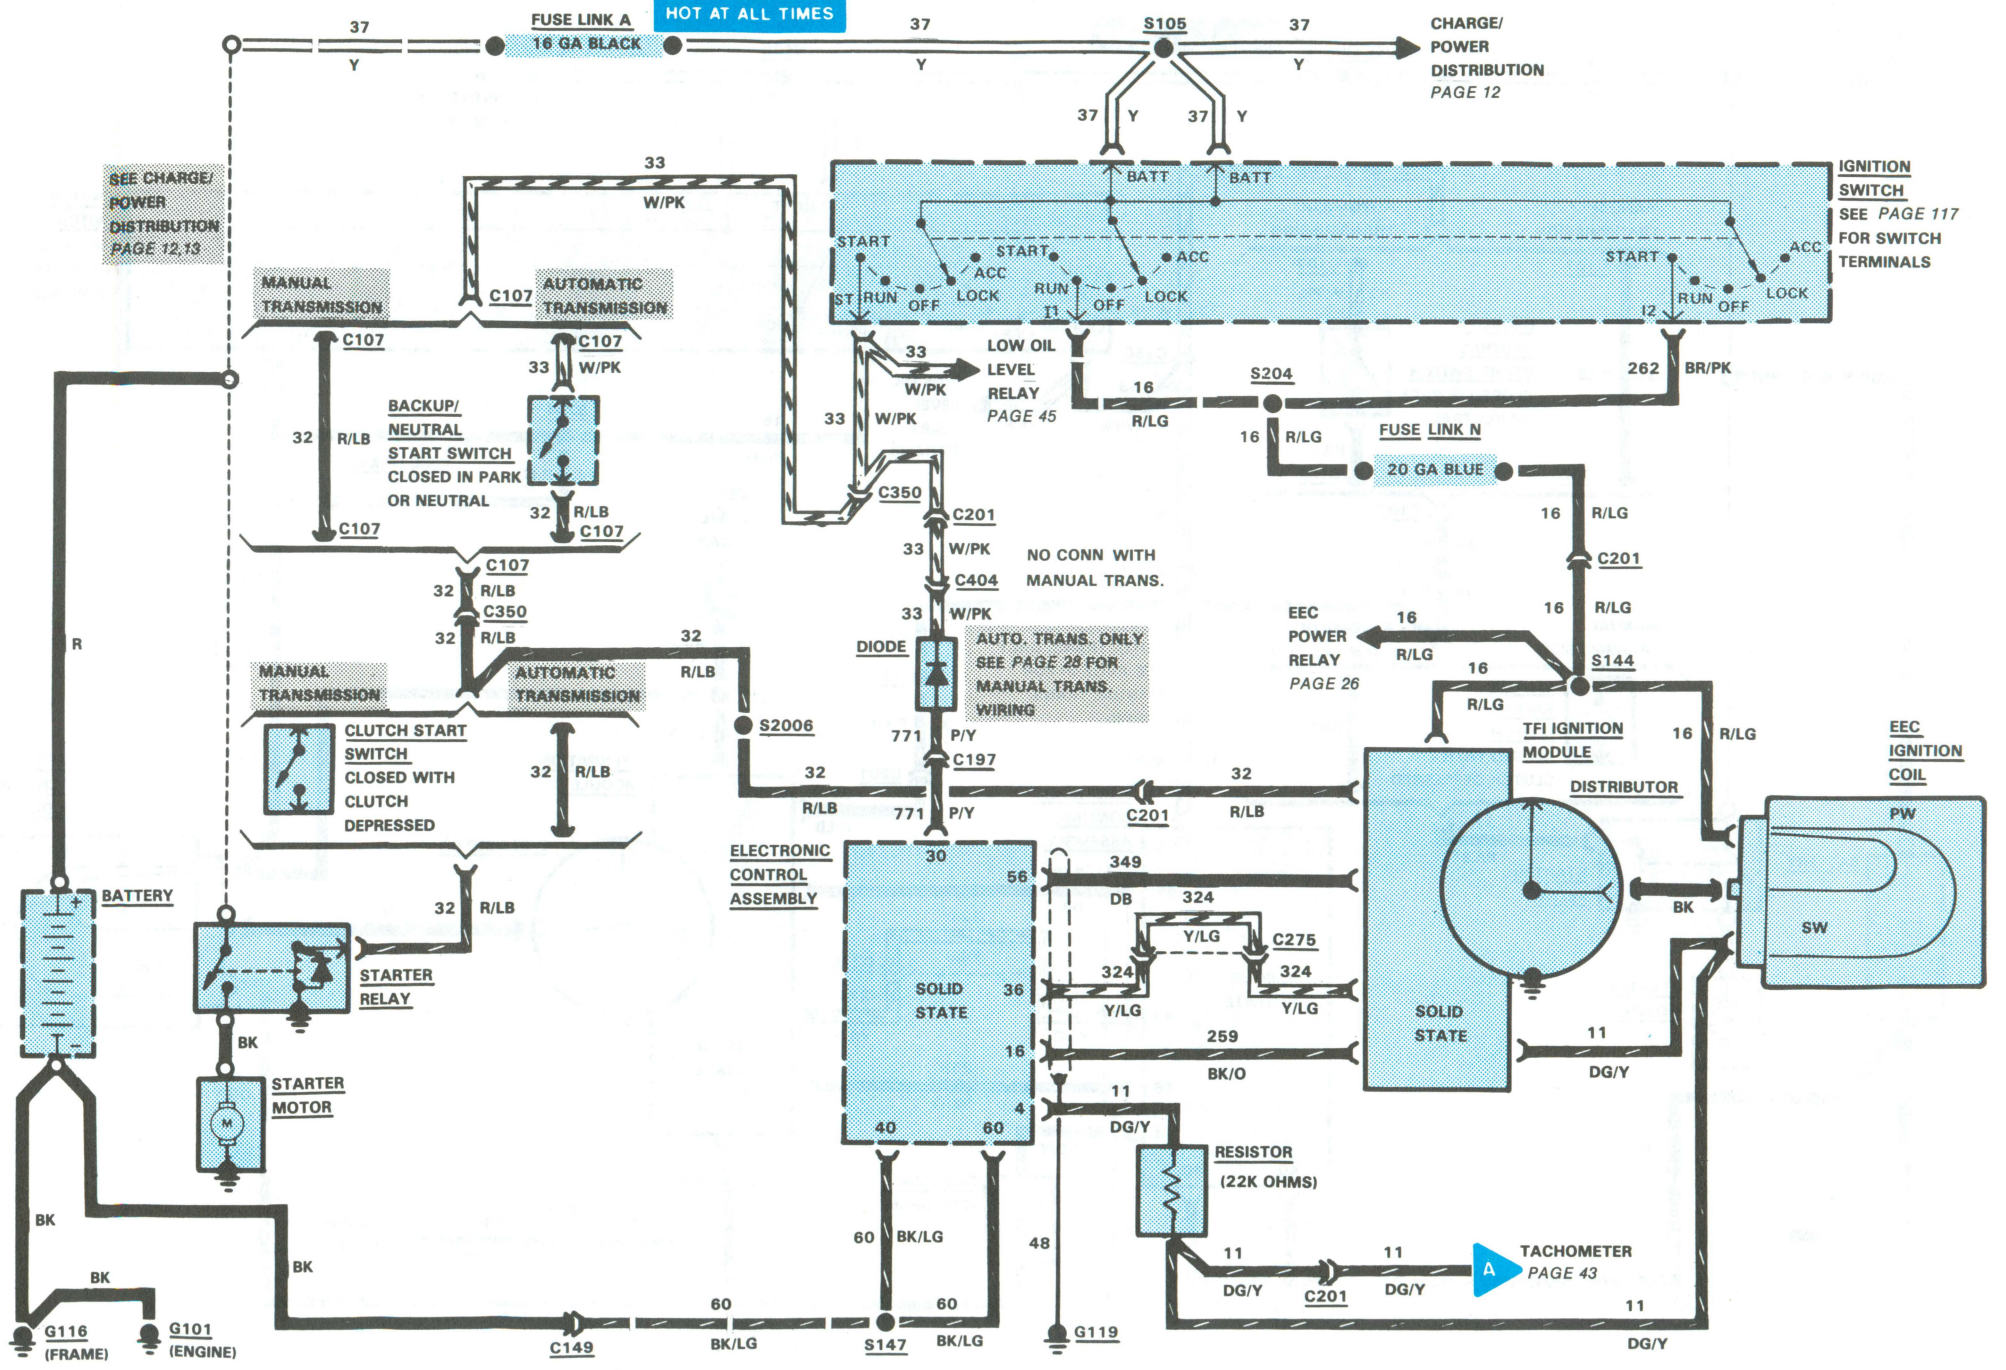 HOT AT ALL TIMES
37
Y
FUSE LINK A
16 GA BLACK
37
Y
S105
37
Y
CHARGE/
POWER
DISTRIBUTION
PAGE 12
37 Y
37 Y
SEE CHARGE/
POWER
DISTRIBUTION
PAGE 12,13
33
W/PK
BATT
BATT
IGNITION
SWITCH
SEE PAGE 117
FOR SWITCH
TERMINALS
START
ST
RUN
OFF
LOCK
ACC
START
RUN
I1
OFF
LOCK
ACC
START
I2
RUN
OFF
LOCK
ACC
MANUAL
TRANSMISSION
C107
AUTOMATIC
TRANSMISSION
C107
C107
33 W/PK
32 R/LB
BACKUP/
NEUTRAL
START SWITCH
CLOSED IN PARK
OR NEUTRAL
32 R/LB
C107
C107
C107
32 R/LB
C350
32 R/LB
33
W/PK
LOW OIL
LEVEL
RELAY
PAGE 45
33 W/PK
C350
C201
33 W/PK
C404
33 W/PK
NO CONN WITH
MANUAL TRANS.
DIODE
AUTO. TRANS. ONLY
SEE PAGE 28 FOR
MANUAL TRANS.
WIRING
771 P/Y
C197
771 P/Y
16
R/LG
S204
262 BR/PK
16 R/LG
FUSE LINK N
20 GA BLUE
16 R/LG
C201
16 R/LG
EEC
POWER
RELAY
PAGE 26
16
R/LG
S144
16
R/LG
16 R/LG
R
MANUAL
TRANSMISSION
AUTOMATIC
TRANSMISSION
32
R/LB
S2006
CLUTCH START
SWITCH
CLOSED WITH
CLUTCH
DEPRESSED
32 R/LB
32
R/LB
C201
32
R/LB
TFI IGNITION
MODULE
DISTRIBUTOR
EEC
IGNITION
COIL
PW
SW
BK
BATTERY
+
-
32 R/LB
STARTER
RELAY
BK
STARTER
MOTOR
M
ELECTRONIC
CONTROL
ASSEMBLY
30
56
36
16
4
40
60
SOLID
STATE
349
DB
324
Y/LG
C275
324
Y/LG
324
Y/LG
259
BK/O
SOLID
STATE
11
DG/Y
11
DG/Y
RESISTOR
(22K OHMS)
60 BK/LG
48
11
DG/Y
C201
11
DG/Y
A
TACHOMETER
PAGE 43
11
DG/Y
BK
BK
BK
G116
(FRAME)
G101
(ENGINE)
C149
60
BK/LG
S147
60
BK/LG
G119